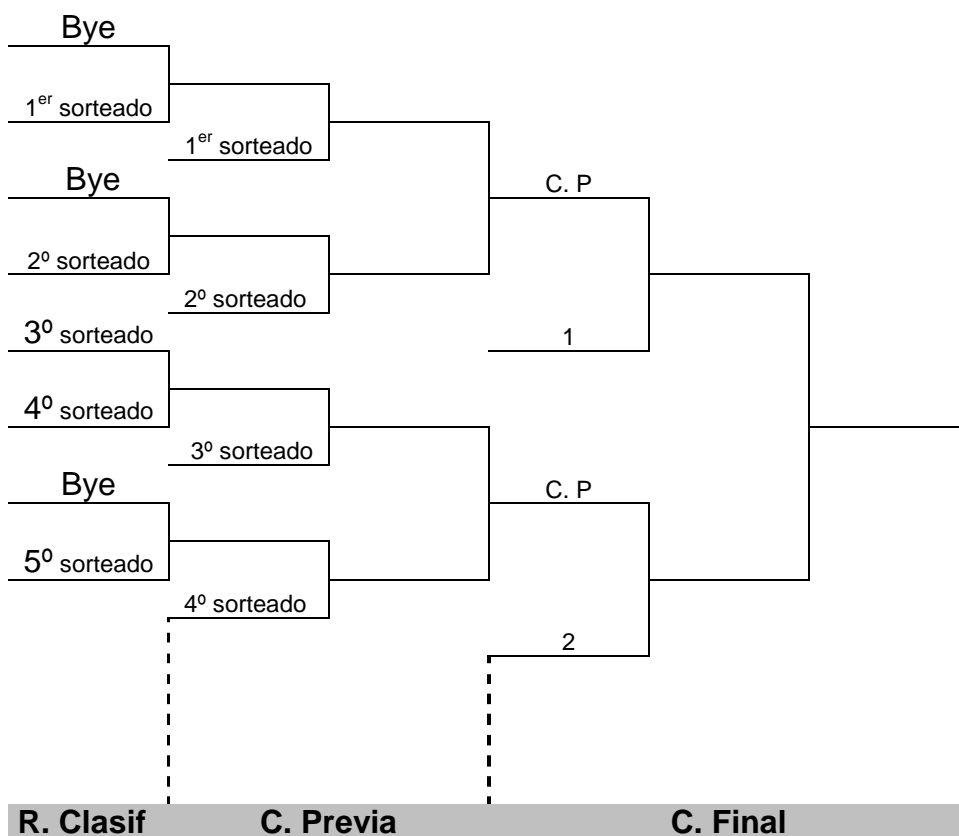 Bye
1er sorteado
1er sorteado
Bye
C. P
2º sorteado
2º sorteado
3º sorteado
1
4º sorteado
3º sorteado
Bye
C. P
5º sorteado
4º sorteado
2
R. Clasif C. Previa C. Final